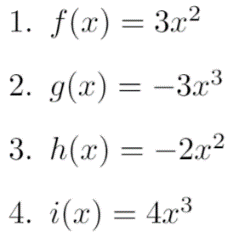 1. f(x) = 3x²
2. g(x) = −3x³
3. h(x) = −2x²
4. i(x) = 4x³